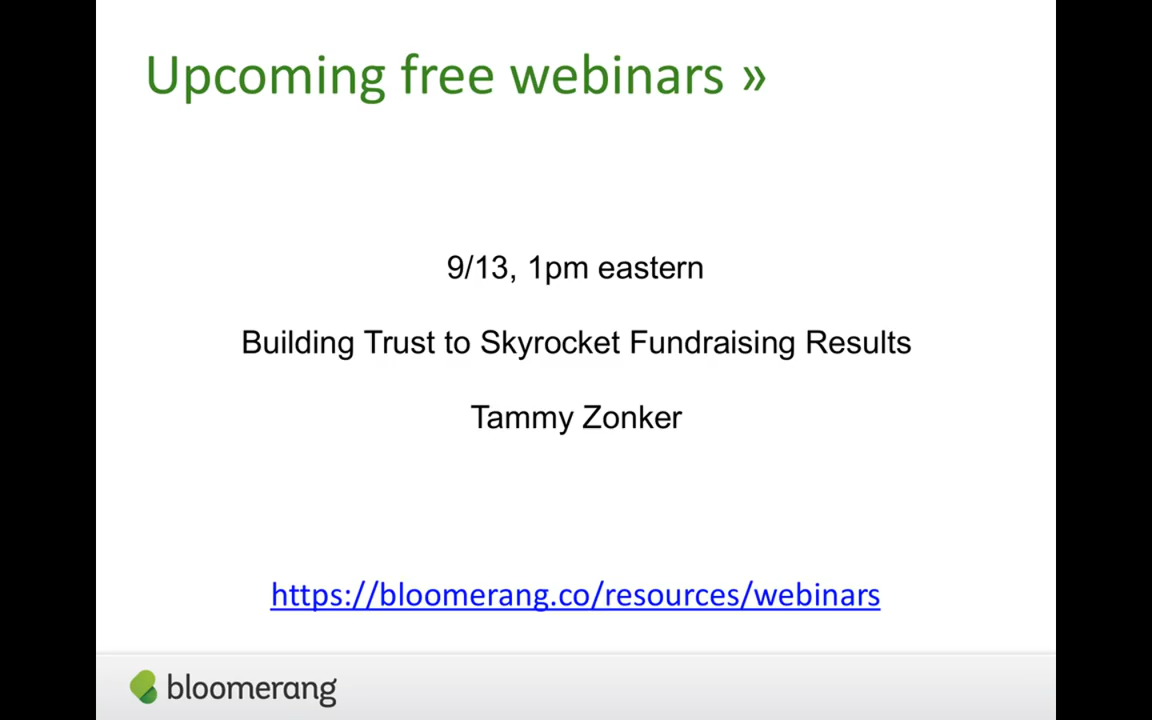 Upcoming free webinars »
9/13, 1pm eastern
Building Trust to Skyrocket Fundraising Results
Tammy Zonker
https://bloomerang.co/resources/webinars
bloomerang